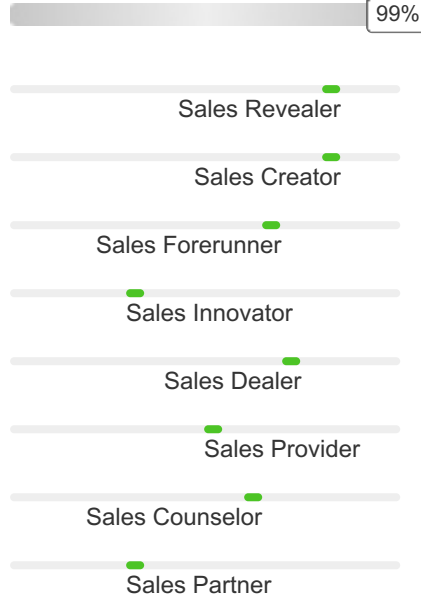 99%
Sales Revealer
Sales Creator
Sales Forerunner
Sales Innovator
Sales Dealer
Sales Provider
Sales Counselor
Sales Partner